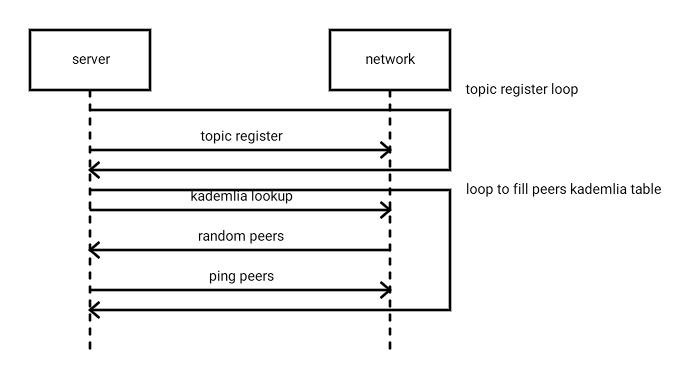 server
network
topic register loop
topic register
loop to fill peers kademlia table
kademlia lookup
random peers
ping peers